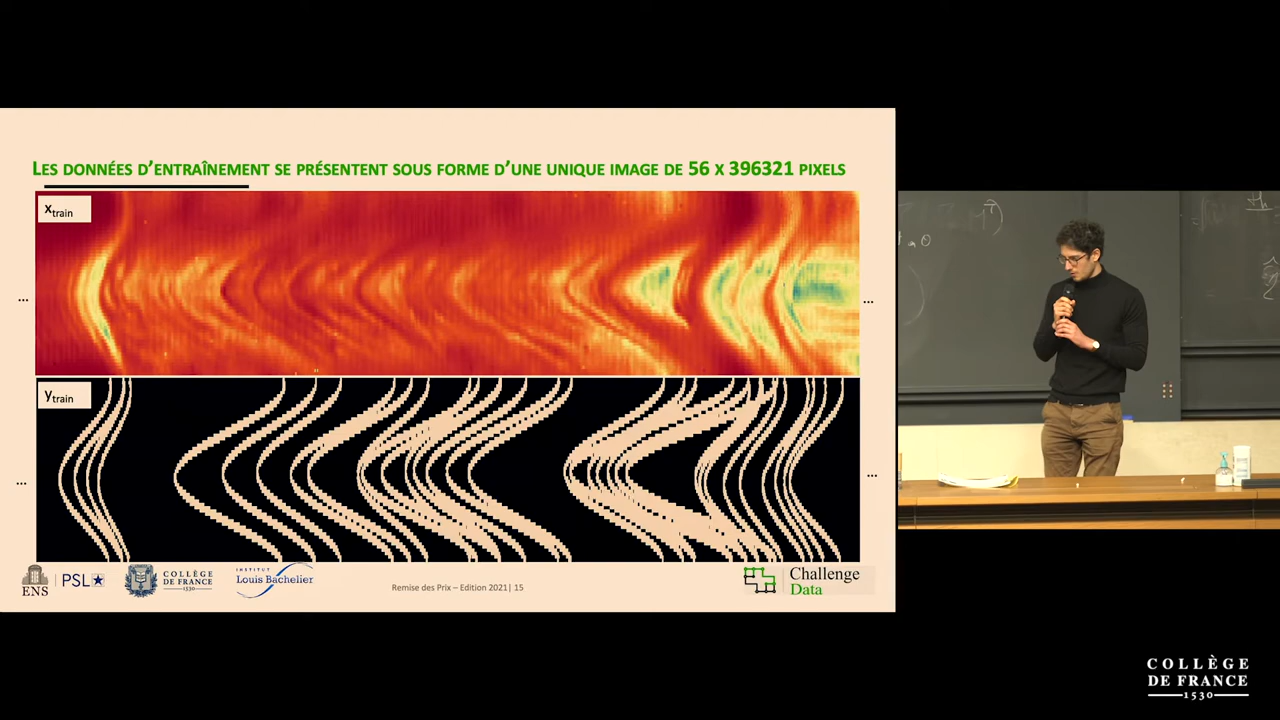 LES DONNÉES D'ENTRAÎNEMENT SE PRÉSENTENT SOUS FORME D'UNE UNIQUE IMAGE DE 56 X 396321 PIXELS
xtrain
...
...
ytrain
...
...
ENS
PSL
COLLÈGE
DE FRANCE
1530
INSTITUT
Louis Bachelier
Remise des Prix – Edition 2021| 15
Challenge
Data
COLLÈGE
DE FRANCE
1530